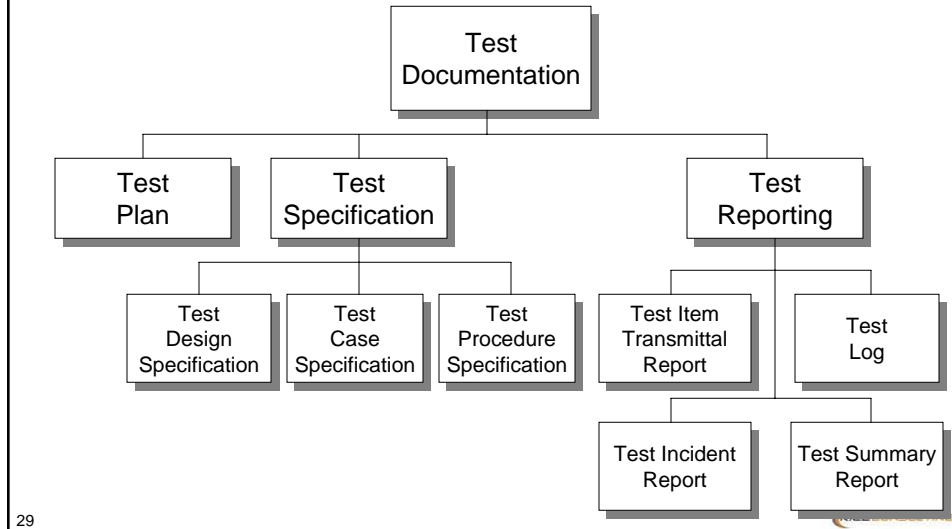 Test
Documentation
Test
Plan
Test
Specification
Test
Reporting
Test
Design
Specification
Test
Case
Specification
Test
Procedure
Specification
Test Item
Transmittal
Report
Test
Log
Test Incident
Report
Test Summary
Report
29